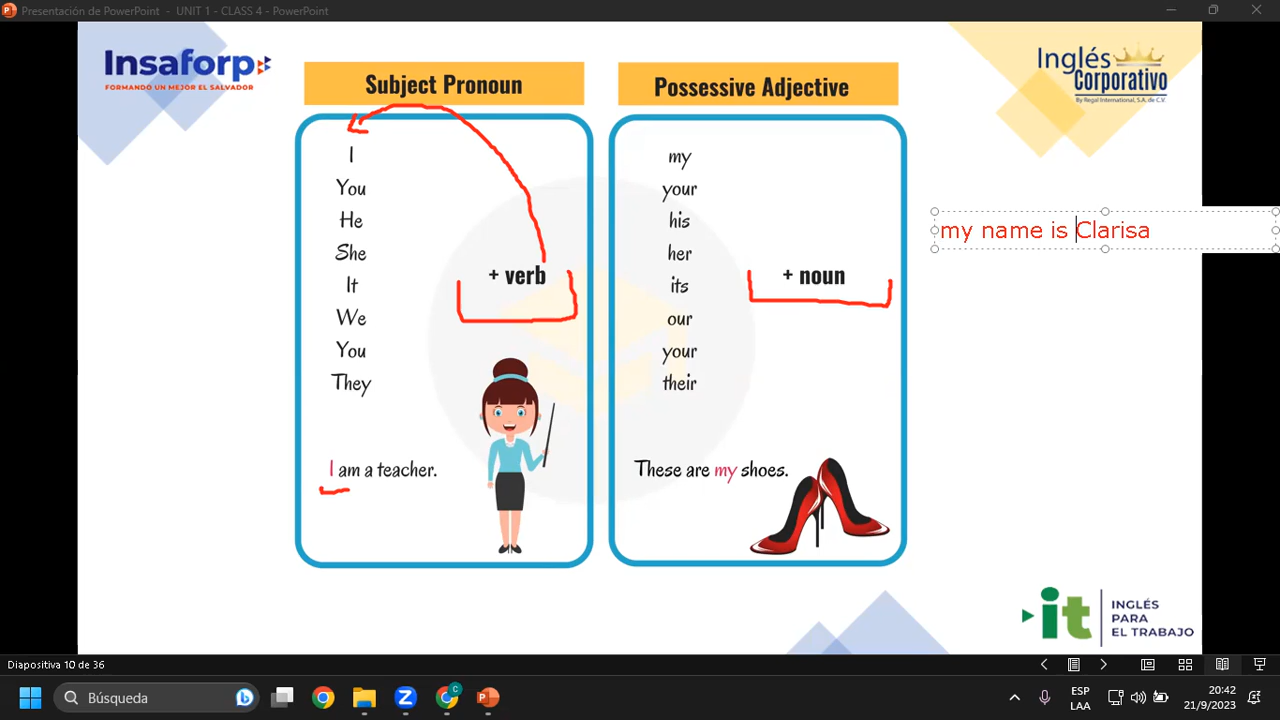 Presentación de PowerPoint - UNIT 1 - CLASS 4 - PowerPoint
Insaforp
FORMANDO UN MEJOR EL SALVADOR
Subject Pronoun
Possessive Adjective
Inglés
Corporativo
By Regal International, S.A. de C.V.
I
You
He
She
It
We
You
They
+ verb
I am a teacher.
my
your
his
her
its
our
your
their
+ noun
These are my shoes.
my name is Clarisa
it
INGLÉS
PARA
EL TRABAJO
Diapositiva 10 de 36
Búsqueda
ESP
LAA
20:42
21/9/2023